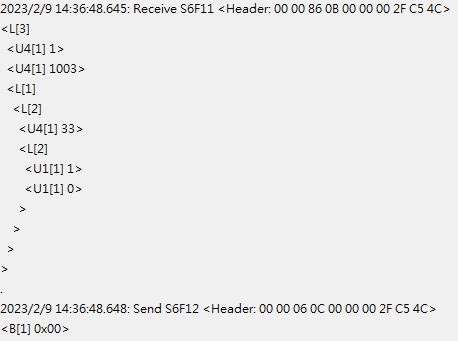 2023/2/9 14:36:48.645: Receive S6F11 <Header: 00 00 86 0B 00 00 00 2F C5 4C>
<L[3]
<U4[1] 1>
<U4[1] 1003>
<L[1]
<L[2]
<U4[1] 33>
<L[2]
<U1[1] 1>
<U1[1] 0>
>
>
>
>
.
2023/2/9 14:36:48.648: Send S6F12 <Header: 00 00 06 0C 00 00 00 2F C5 4C>
<B[1] 0x00>